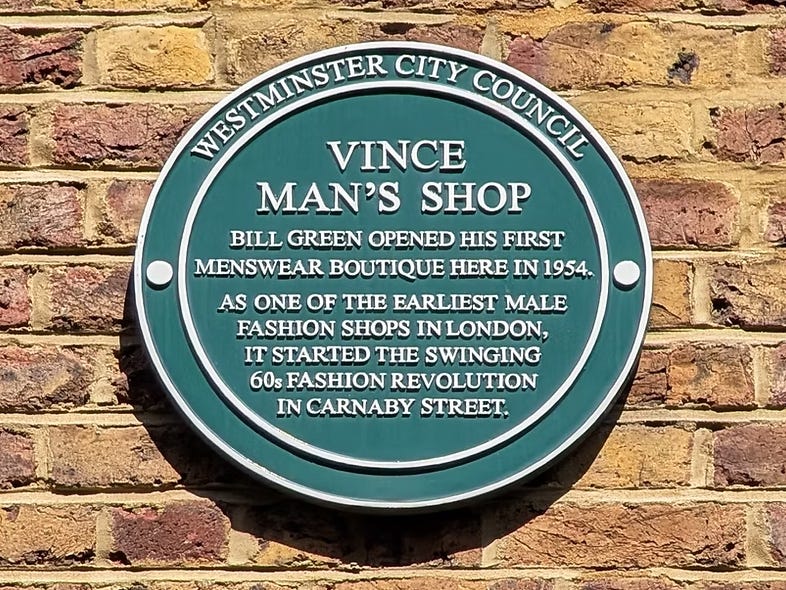 WESTMINSTER CITY COUNCIL
VINCE
MAN'S SHOP
BILL GREEN OPENED HIS FIRST
MENSWEAR BOUTIQUE HERE IN 1954.
AS ONE OF THE EARLIEST MALE
FASHION SHOPS IN LONDON,
IT STARTED THE SWINGING
60s FASHION REVOLUTION
IN CARNABY STREET.